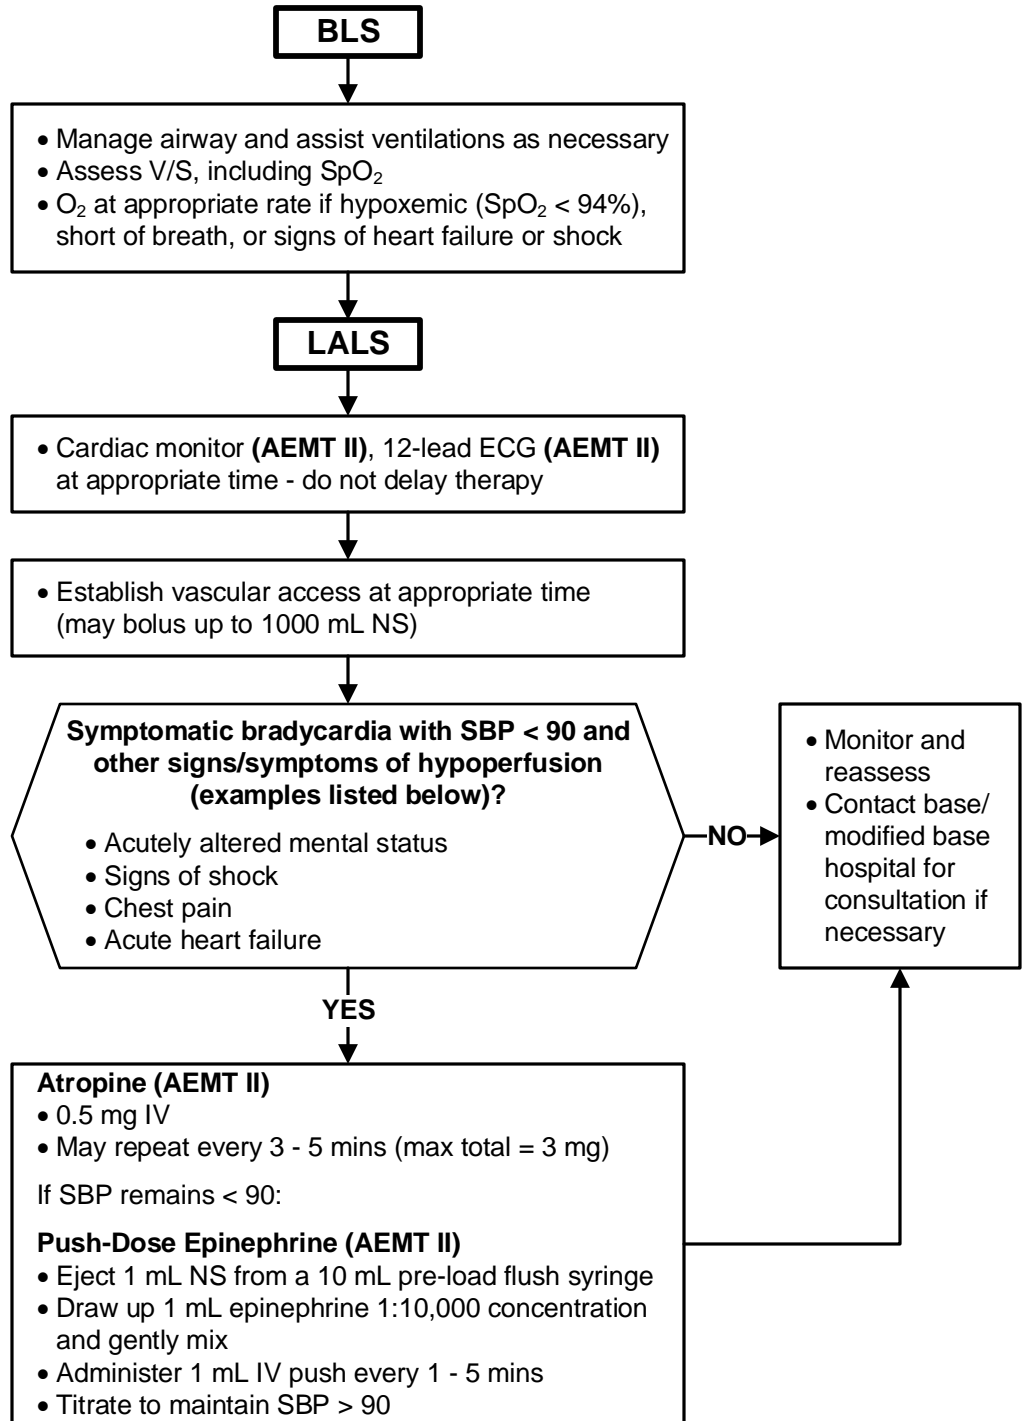 BLS
• Manage airway and assist ventilations as necessary
• Assess V/S, including SpO₂
• O₂ at appropriate rate if hypoxemic (SpO₂ < 94%),
short of breath, or signs of heart failure or shock
LALS
• Cardiac monitor (AEMT II), 12-lead ECG (AEMT II)
at appropriate time - do not delay therapy
• Establish vascular access at appropriate time
(may bolus up to 1000 mL NS)
Symptomatic bradycardia with SBP < 90 and
other signs/symptoms of hypoperfusion
(examples listed below)?
• Acutely altered mental status
• Signs of shock
• Chest pain
• Acute heart failure
NO
• Monitor and
reassess
• Contact base/
modified base
hospital for
consultation if
necessary
YES
Atropine (AEMT II)
• 0.5 mg IV
• May repeat every 3 - 5 mins (max total = 3 mg)
If SBP remains < 90:
Push-Dose Epinephrine (AEMT II)
• Eject 1 mL NS from a 10 mL pre-load flush syringe
• Draw up 1 mL epinephrine 1:10,000 concentration
and gently mix
• Administer 1 mL IV push every 1 - 5 mins
• Titrate to maintain SBP > 90